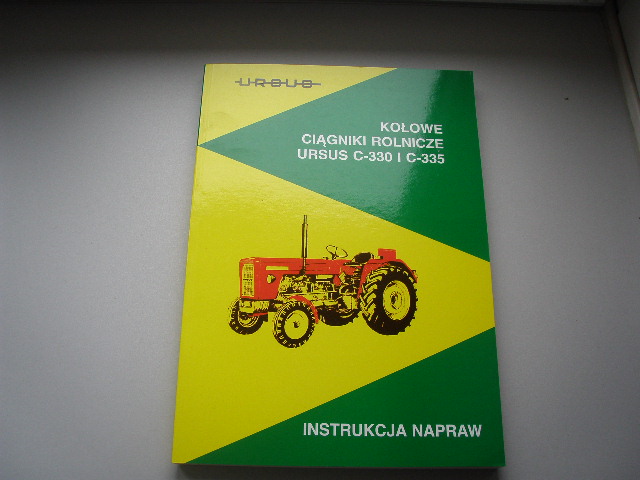 URSUS
KOŁOWE
CIĄGNIKI ROLNICZE
URSUS C-330 I C-335
INSTRUKCJA NAPRAW